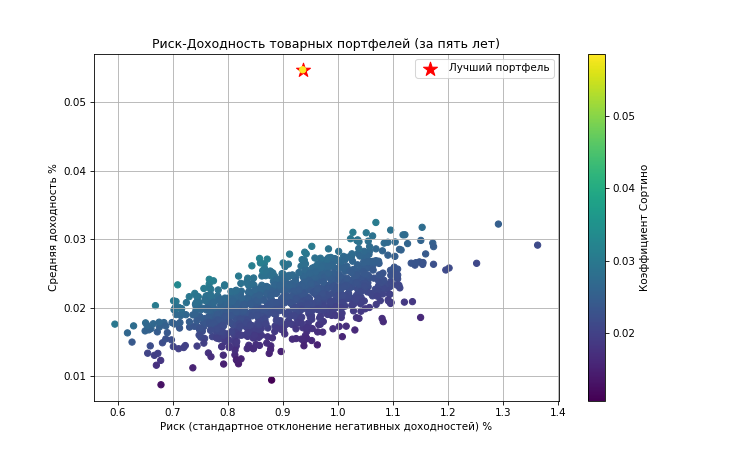 Риск-Доходность товарных портфелей (за пять лет)
Лучший портфель
Средняя доходность %
0.05
0.04
0.03
0.02
0.01
0.6 0.7 0.8 0.9 1.0 1.1 1.2 1.3 1.4
Риск (стандартное отклонение негативных доходностей) %
0.05
0.04
0.03
0.02
Коэффициент Сортино